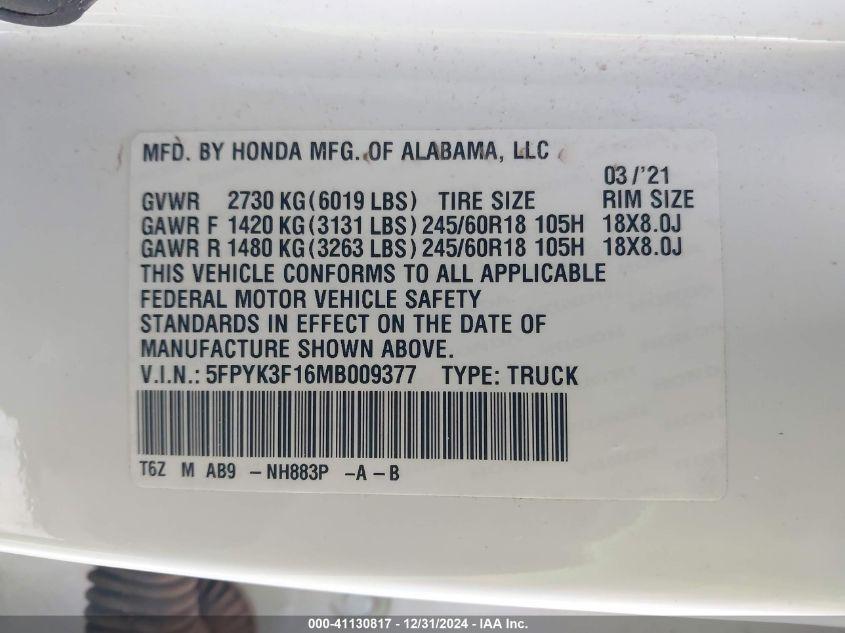 MFD. BY HONDA MFG. OF ALABAMA, LLC
03/'21
GVWR 2730 KG(6019 LBS) TIRE SIZE RIM SIZE
GAWR F 1420 KG(3131 LBS)245/60R18 105H 18X8.0J
GAWR R 1480 KG(3263 LBS)245/60R18 105H 18X8.0J
THIS VEHICLE CONFORMS TO ALL APPLICABLE
FEDERAL MOTOR VEHICLE SAFETY
STANDARDS IN EFFECT ON THE DATE OF
MANUFACTURE SHOWN ABOVE.
V.I.N.: 5FPYK3F16MB009377 TYPE: TRUCK
T6Z M AB9 -NH883P -A-B
000-41130817 - 12/31/2024 - IAA Inc.